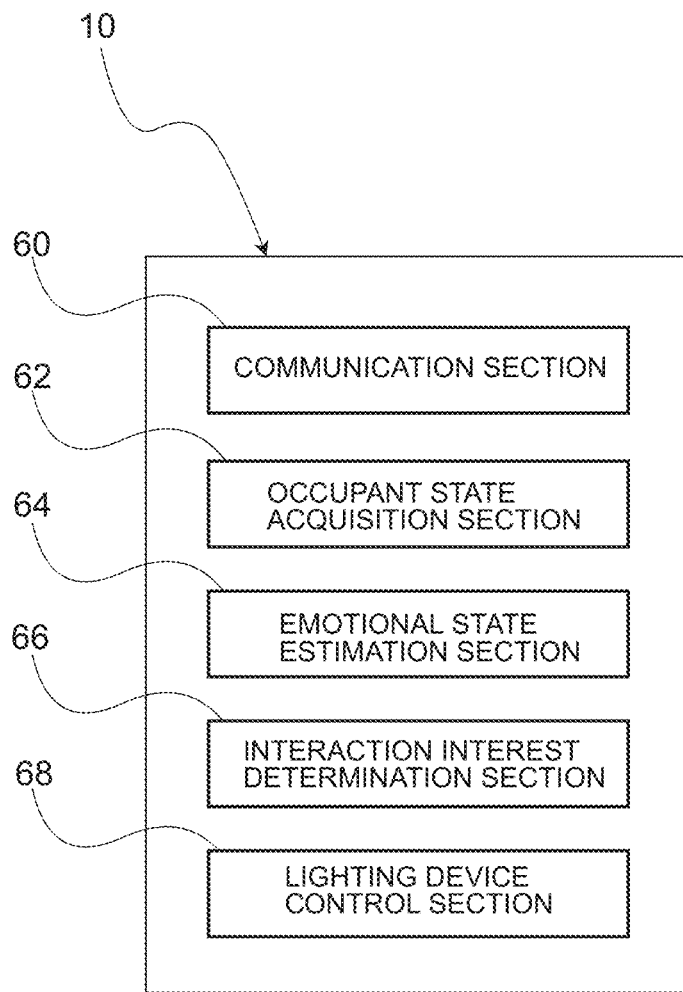 10
60
COMMUNICATION SECTION
62
OCCUPANT STATE
ACQUISITION SECTION
64
EMOTIONAL STATE
ESTIMATION SECTION
66
INTERACTION INTEREST
DETERMINATION SECTION
68
LIGHTING DEVICE
CONTROL SECTION